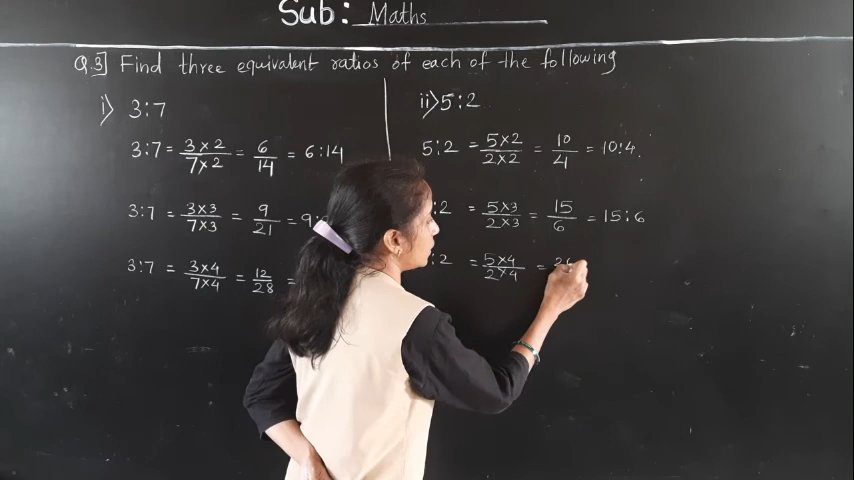 Sub: Maths
Q.3] Find three equivalent ratios of each of the following
i) 3:7
3:7 = 3×2/7×2 = 6/14 = 6:14
3:7 = 3×3/7×3 = 9/21 = 9:
3:7 = 3×4/7×4 = 12/28 =
ii) 5:2
5:2 = 5×2/2×2 = 10/4 = 10:4
:2 = 5×3/2×3 = 15/6 = 15:6
:2 = 5×4/2×4 =